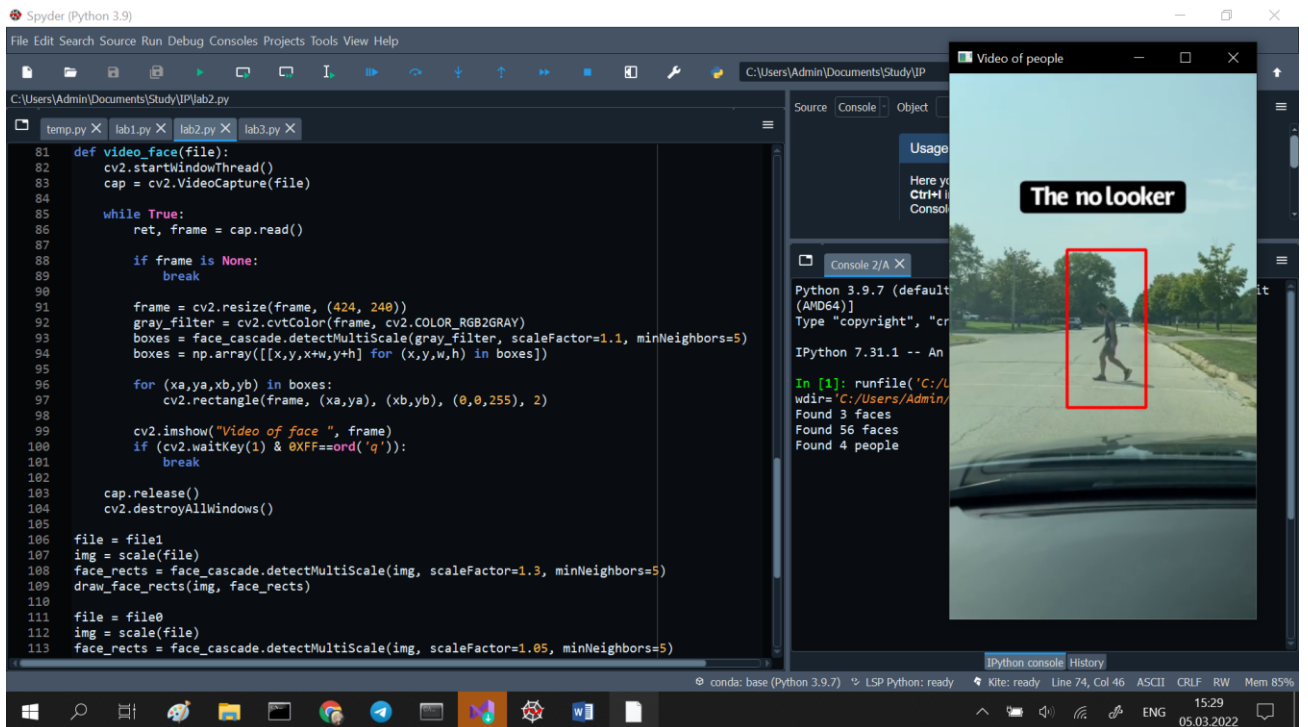 Spyder (Python 3.9)
File Edit Search Source Run Debug Consoles Projects Tools View Help
C:\Users\Admin\Documents\Study\IP
C:\Users\Admin\Documents\Study\IP\lab2.py
temp.py X lab1.py X lab2.py X lab3.py X
81 def video_face(file):
82 cv2.startWindowThread()
83 cap = cv2.VideoCapture(file)
84
85 while True:
86 ret, frame = cap.read()
87
88 if frame is None:
89 break
90
91 frame = cv2.resize(frame, (424, 240))
92 gray_filter = cv2.cvtColor(frame, cv2.COLOR_RGB2GRAY)
93 boxes = face_cascade.detectMultiScale(gray_filter, scaleFactor=1.1, minNeighbors=5)
94 boxes = np.array([[x,y,x+w,y+h] for (x,y,w,h) in boxes])
95
96 for (xa,ya,xb,yb) in boxes:
97 cv2.rectangle(frame, (xa,ya), (xb,yb), (0,0,255), 2)
98
99 cv2.imshow("Video of face ", frame)
100 if (cv2.waitKey(1) & 0XFF==ord('q')):
101 break
102
103 cap.release()
104 cv2.destroyAllWindows()
105
106 file = file1
107 img = scale(file)
108 face_rects = face_cascade.detectMultiScale(img, scaleFactor=1.3, minNeighbors=5)
109 draw_face_rects(img, face_rects)
110
111 file = file0
112 img = scale(file)
113 face_rects = face_cascade.detectMultiScale(img, scaleFactor=1.05, minNeighbors=5)
Source Console Object
Usage
Here yo
Ctrl+I i
Consol
Console 2/A X
Python 3.9.7 (default it
(AMD64)]
Type "copyright", "cr
IPython 7.31.1 -- An
In [1]: runfile('C:/U
wdir='C:/Users/Admin/
Found 3 faces
Found 56 faces
Found 4 people
IPython console History
Video of people
The no looker
conda: base (Python 3.9.7) LSP Python: ready Kite: ready Line 74, Col 46 ASCII CRLF RW Mem 85%
ENG
15:29
05.03.2022